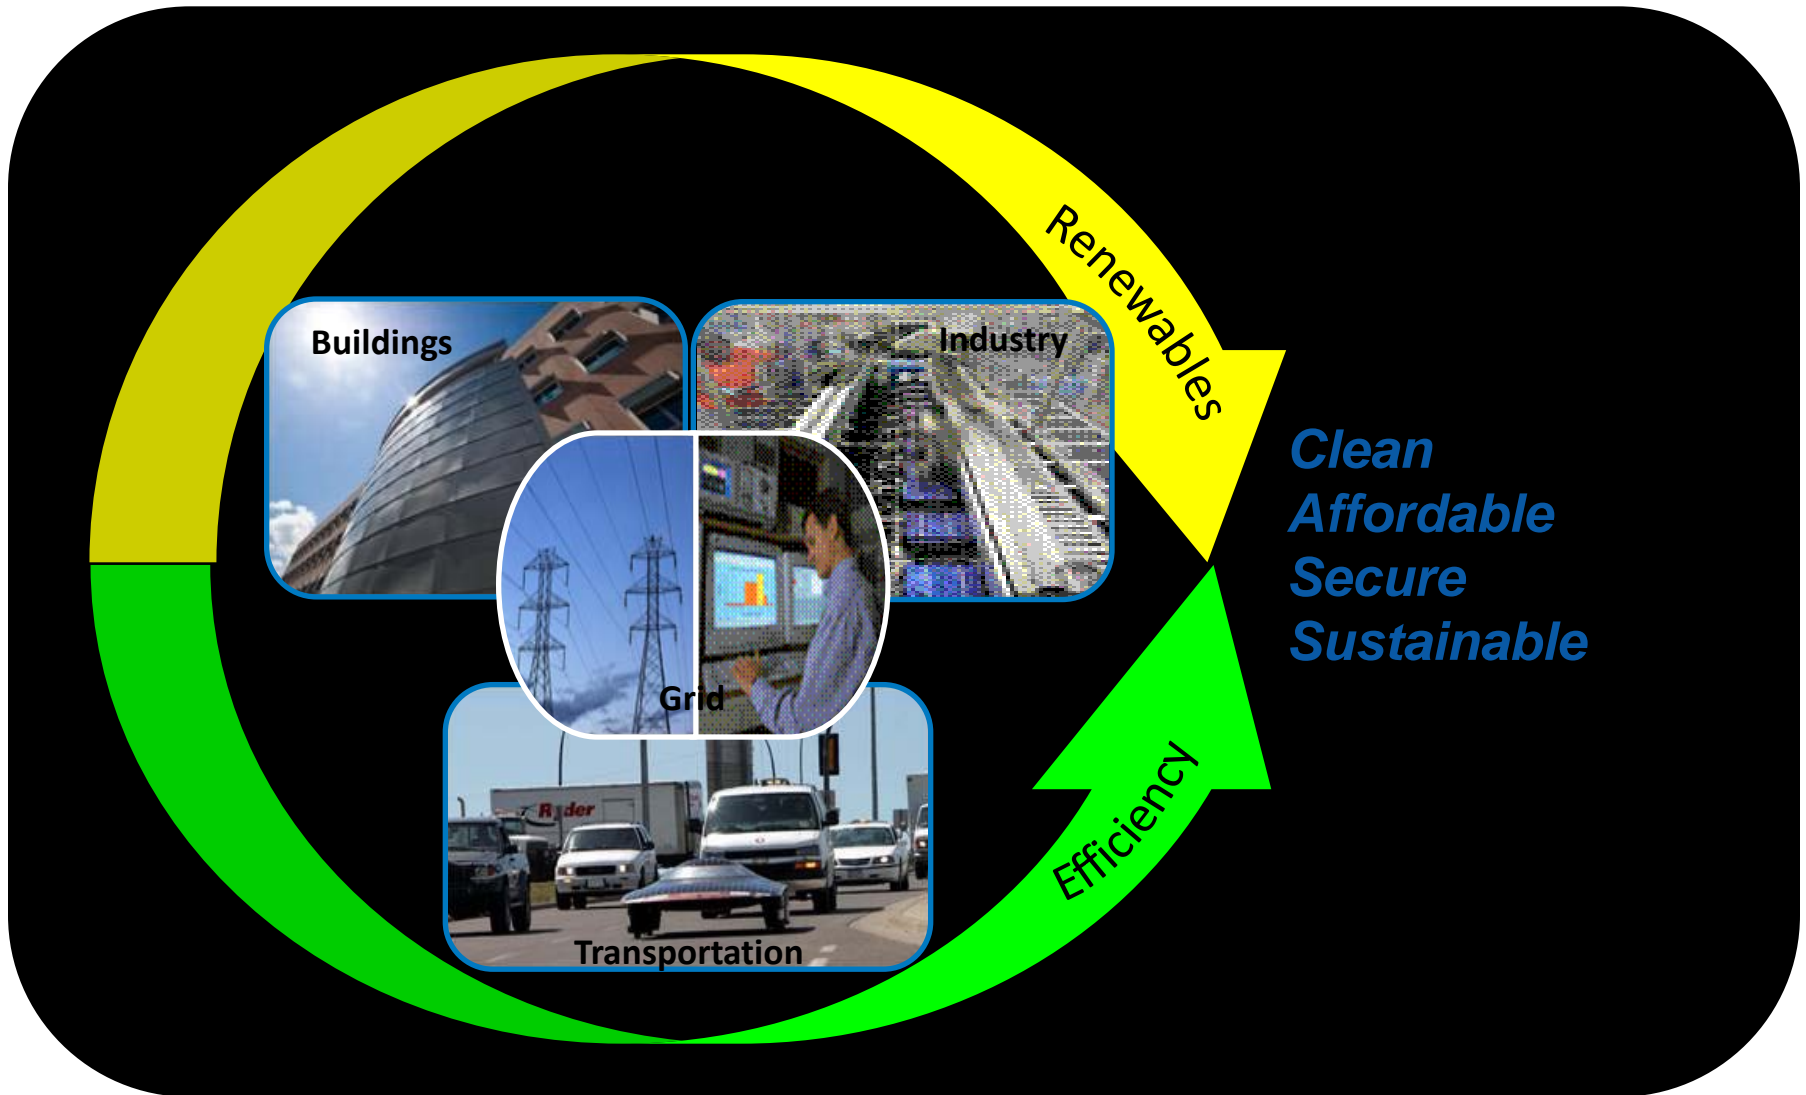 Renewables
Buildings
Industry
Clean
Affordable
Secure
Sustainable
Grid
Efficiency
Transportation